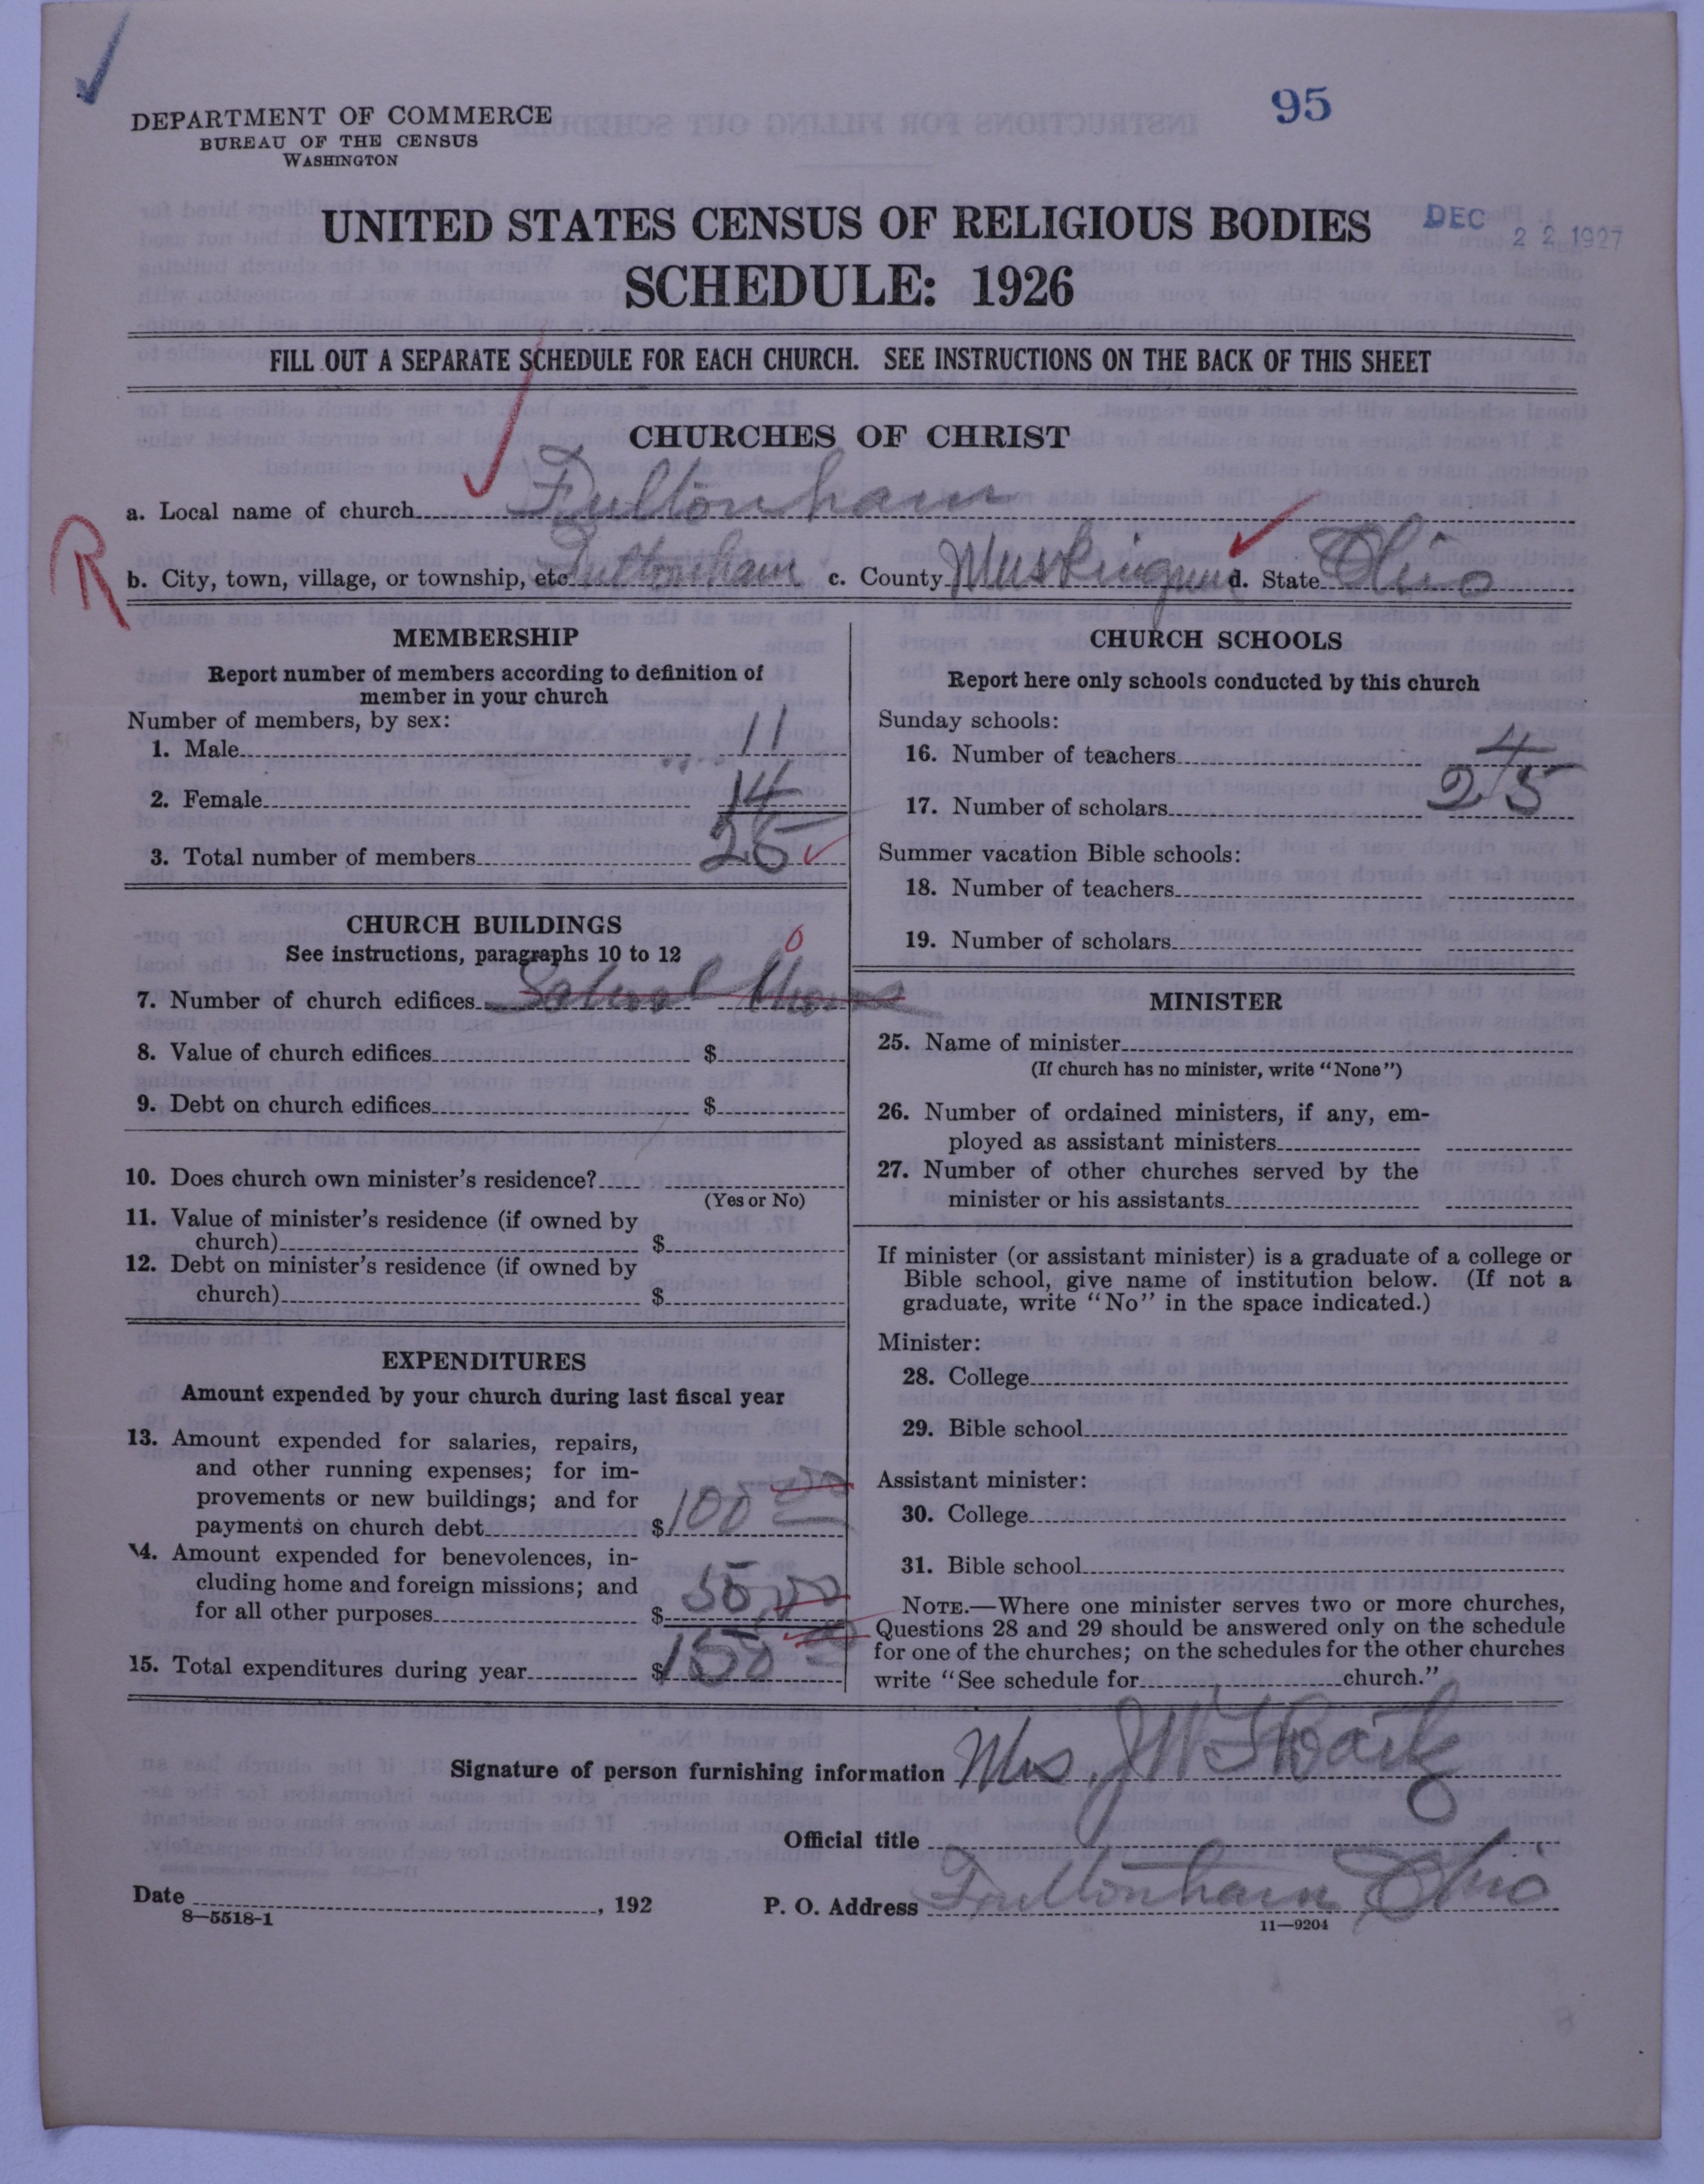 95
DEPARTMENT OF COMMERCE
BUREAU OF THE CENSUS
WASHINGTON
UNITED STATES CENSUS OF RELIGIOUS BODIES
DEC 22 1927
SCHEDULE: 1926
FILL OUT A SEPARATE SCHEDULE FOR EACH CHURCH. SEE INSTRUCTIONS ON THE BACK OF THIS SHEET
CHURCHES OF CHRIST
a. Local name of church Fultonham
R
b. City, town, village, or township, etc. Fultonham c. County Muskingum d. State Ohio
MEMBERSHIP
Report number of members according to definition of
member in your church
Number of members, by sex:
1. Male 11
2. Female 14
3. Total number of members 25
CHURCH BUILDINGS
See instructions, paragraphs 10 to 12
0
7. Number of church edifices
8. Value of church edifices $
9. Debt on church edifices $
10. Does church own minister's residence?
(Yes or No)
11. Value of minister's residence (if owned by
church) $
12. Debt on minister's residence (if owned by
church) $
EXPENDITURES
Amount expended by your church during last fiscal year
13. Amount expended for salaries, repairs,
and other running expenses; for im-
provements or new buildings; and for
payments on church debt $100 00
14. Amount expended for benevolences, in-
cluding home and foreign missions; and
for all other purposes $50.00
15. Total expenditures during year $150 00
CHURCH SCHOOLS
Report here only schools conducted by this church
Sunday schools:
16. Number of teachers 4
17. Number of scholars 25
Summer vacation Bible schools:
18. Number of teachers
19. Number of scholars
MINISTER
25. Name of minister
(If church has no minister, write "None")
26. Number of ordained ministers, if any, em-
ployed as assistant ministers
27. Number of other churches served by the
minister or his assistants
If minister (or assistant minister) is a graduate of a college or
Bible school, give name of institution below. (If not a
graduate, write "No" in the space indicated.)
Minister:
28. College
29. Bible school
Assistant minister:
30. College
31. Bible school
NOTE.—Where one minister serves two or more churches,
Questions 28 and 29 should be answered only on the schedule
for one of the churches; on the schedules for the other churches
write "See schedule for church."
Signature of person furnishing information Mrs. J W
Official title
Date , 192 P. O. Address Fultonham Ohio
8—5518-1
11—9204